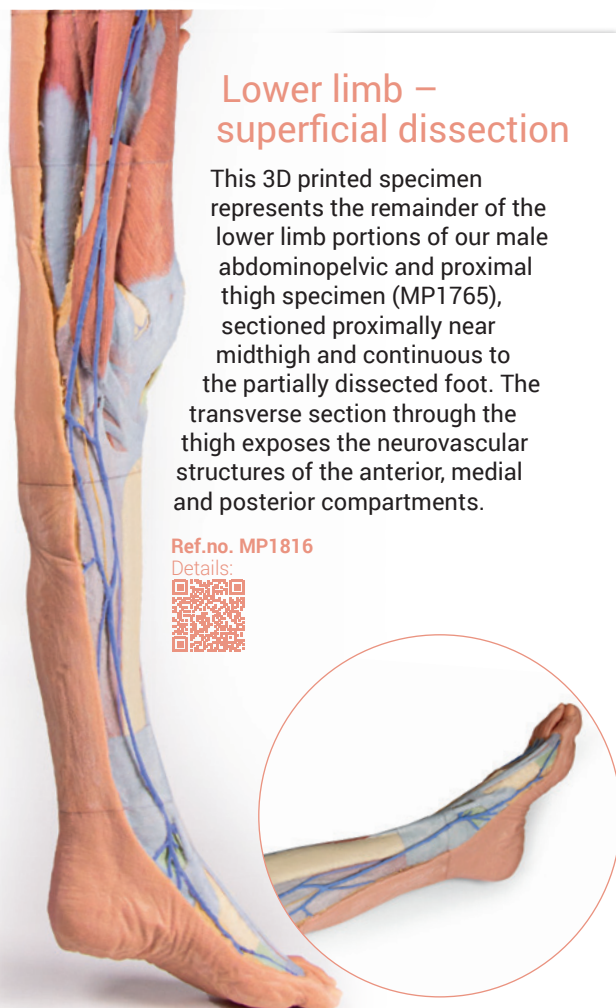 Lower limb –
superficial dissection
This 3D printed specimen
represents the remainder of the
lower limb portions of our male
abdominopelvic and proximal
thigh specimen (MP1765),
sectioned proximally near
midthigh and continuous to
the partially dissected foot. The
transverse section through the
thigh exposes the neurovascular
structures of the anterior, medial
and posterior compartments.
Ref.no. MP1816
Details: